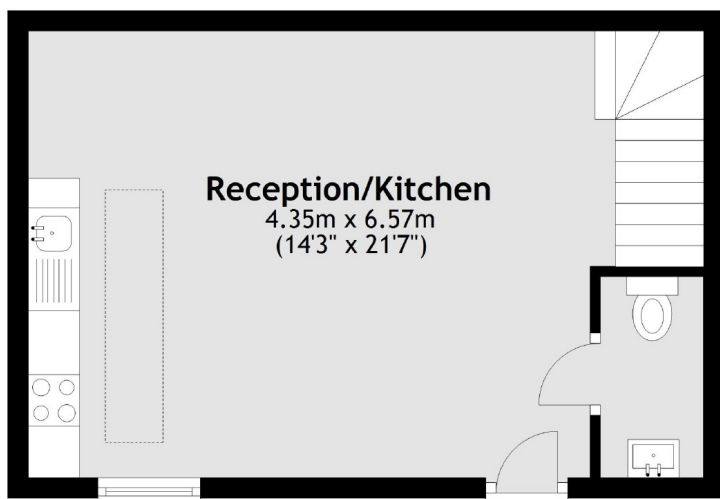 Reception/Kitchen
4.35m x 6.57m
(14'3" x 21'7")